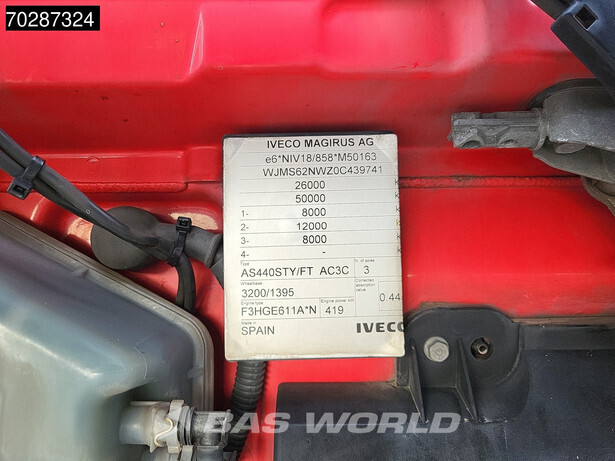 70287324
IVECO MAGIRUS AG
e6*NIV18/858*M50163
WJMS62NWZ0C439741
26000
50000
1- 8000
2- 12000
3- 8000
4- -
Type
N. of axles
AS440STY/FT AC3C 3
Wheelbase
Corrected absorption value
3200/1395 0.44
Engine type
Engine power kW
F3HGE611A*N 419
Made in
SPAIN IVECO
BAS WORLD